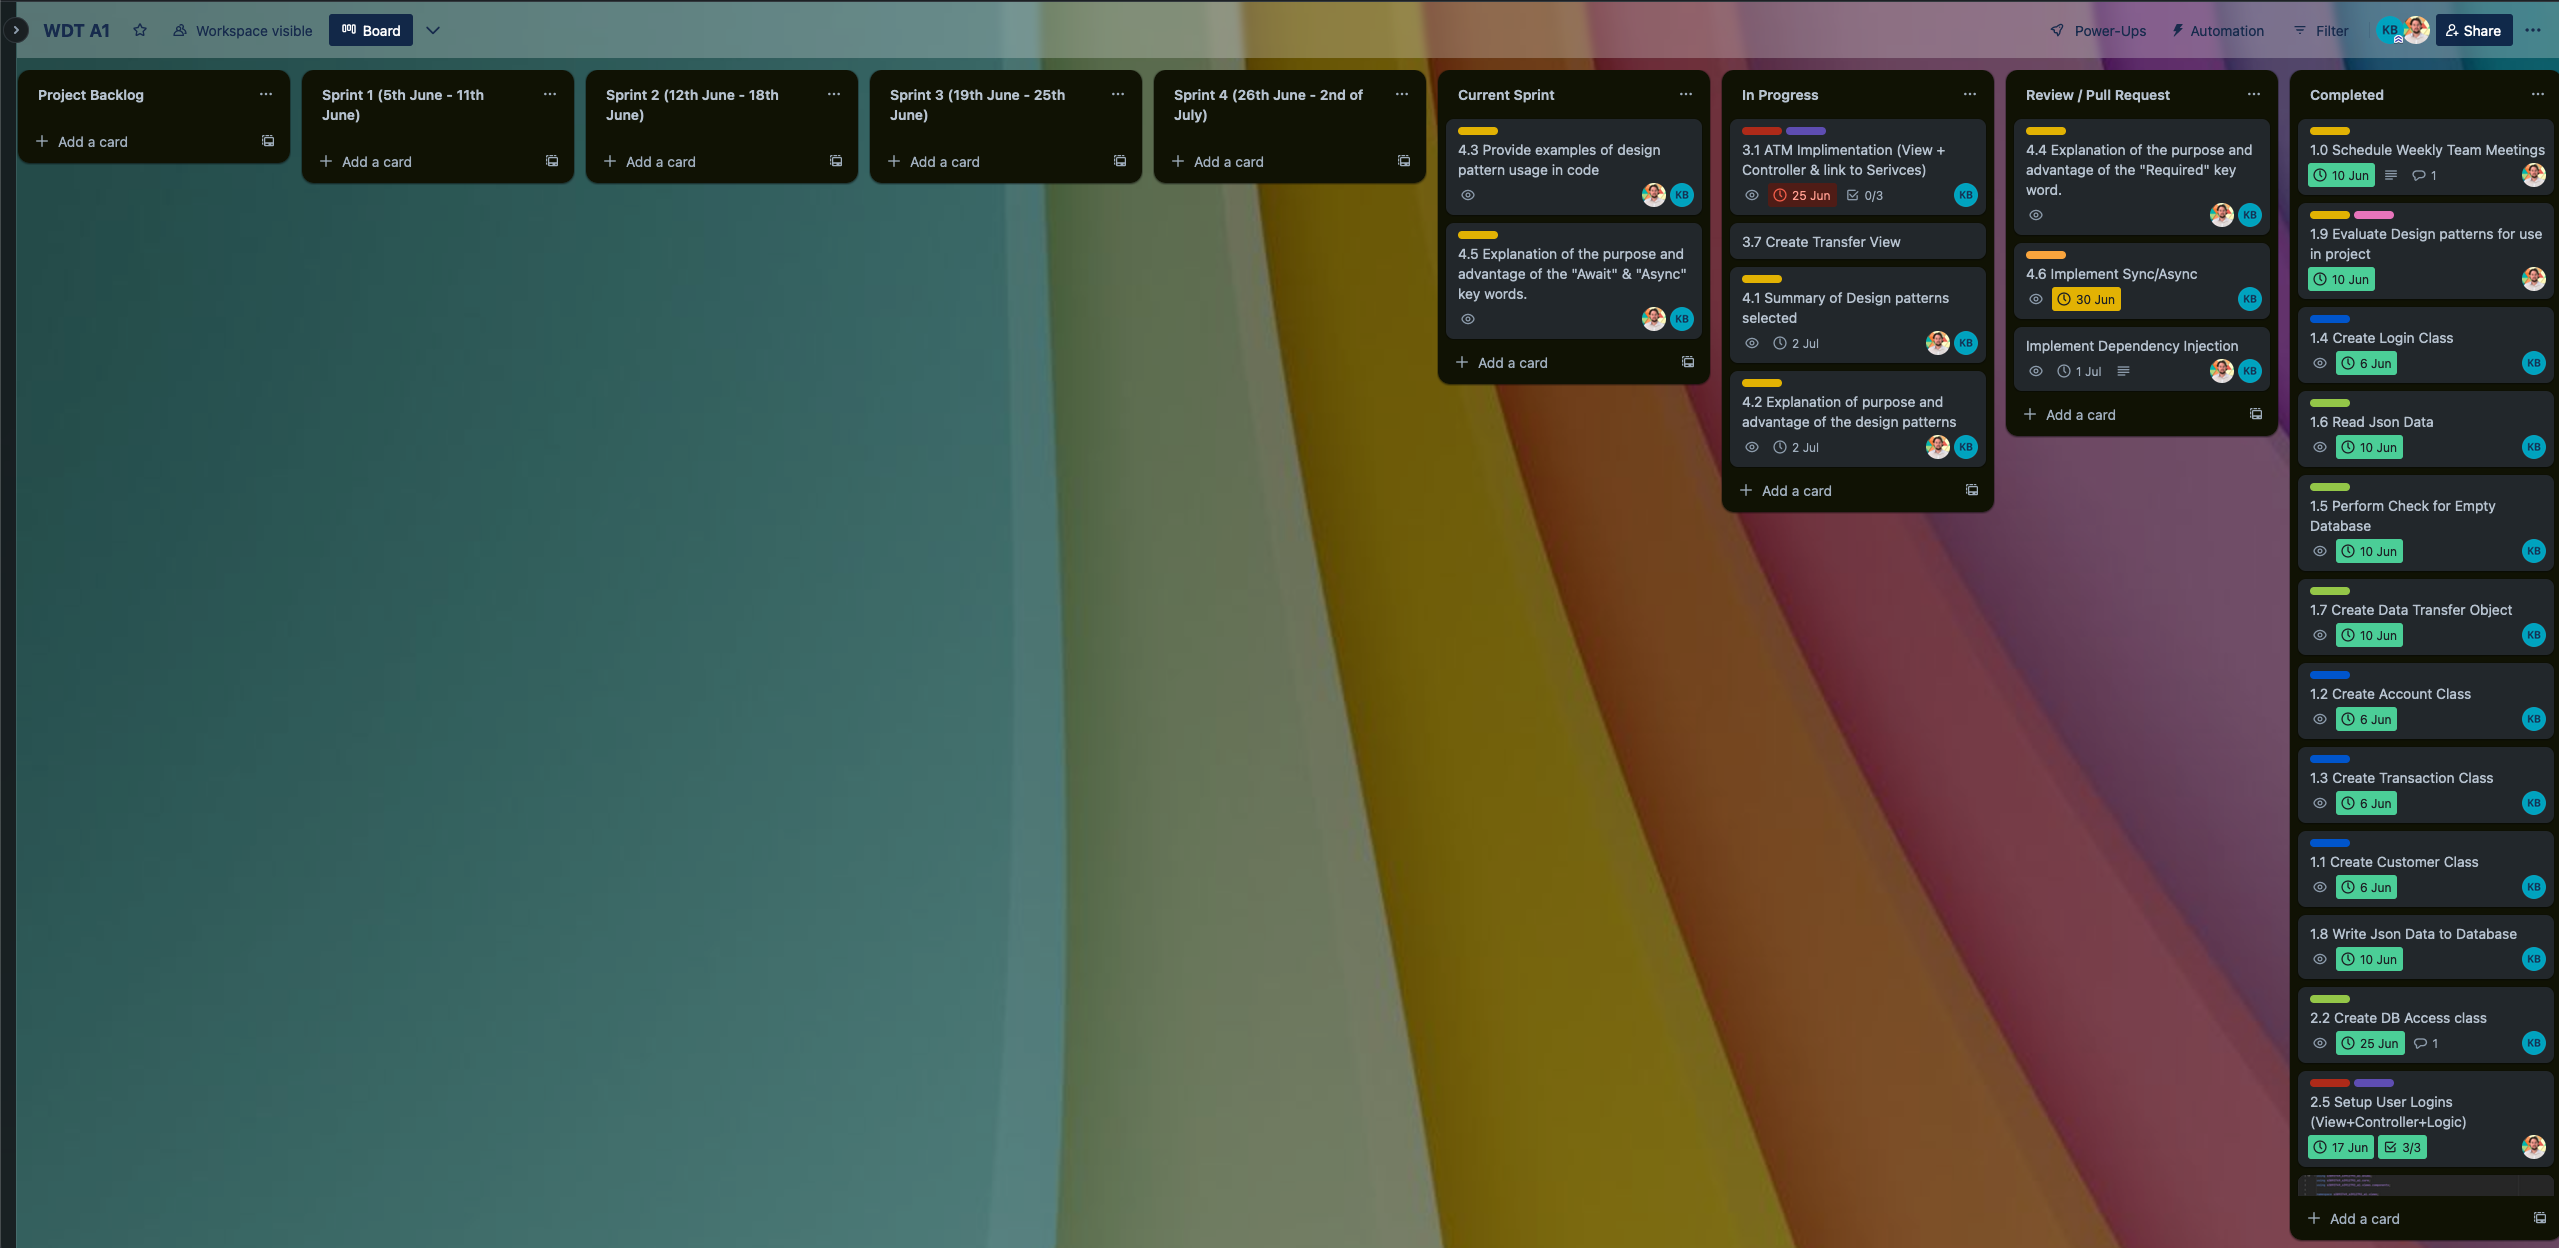 WDT A1
Workspace visible
Board
Power-Ups
Automation
Filter
KB
Share
Project Backlog
Add a card
Sprint 1 (5th June - 11th
June)
Add a card
Sprint 2 (12th June - 18th
June)
Add a card
Sprint 3 (19th June - 25th
June)
Add a card
Sprint 4 (26th June - 2nd of
July)
Add a card
Current Sprint
4.3 Provide examples of design
pattern usage in code
KB
4.5 Explanation of the purpose and
advantage of the "Await" & "Async"
key words.
KB
Add a card
In Progress
3.1 ATM Implimentation (View +
Controller & link to Serivces)
25 Jun 0/3 KB
3.7 Create Transfer View
4.1 Summary of Design patterns
selected
2 Jul KB
4.2 Explanation of purpose and
advantage of the design patterns
2 Jul KB
Add a card
Review / Pull Request
4.4 Explanation of the purpose and
advantage of the "Required" key
word.
KB
4.6 Implement Sync/Async
30 Jun KB
Implement Dependency Injection
1 Jul KB
Add a card
Completed
1.0 Schedule Weekly Team Meetings
10 Jun 1
1.9 Evaluate Design patterns for use
in project
10 Jun
1.4 Create Login Class
6 Jun KB
1.6 Read Json Data
10 Jun KB
1.5 Perform Check for Empty
Database
10 Jun KB
1.7 Create Data Transfer Object
10 Jun KB
1.2 Create Account Class
6 Jun KB
1.3 Create Transaction Class
6 Jun KB
1.1 Create Customer Class
6 Jun KB
1.8 Write Json Data to Database
10 Jun KB
2.2 Create DB Access class
25 Jun 1 KB
2.5 Setup User Logins
(View+Controller+Logic)
17 Jun 3/3
Add a card